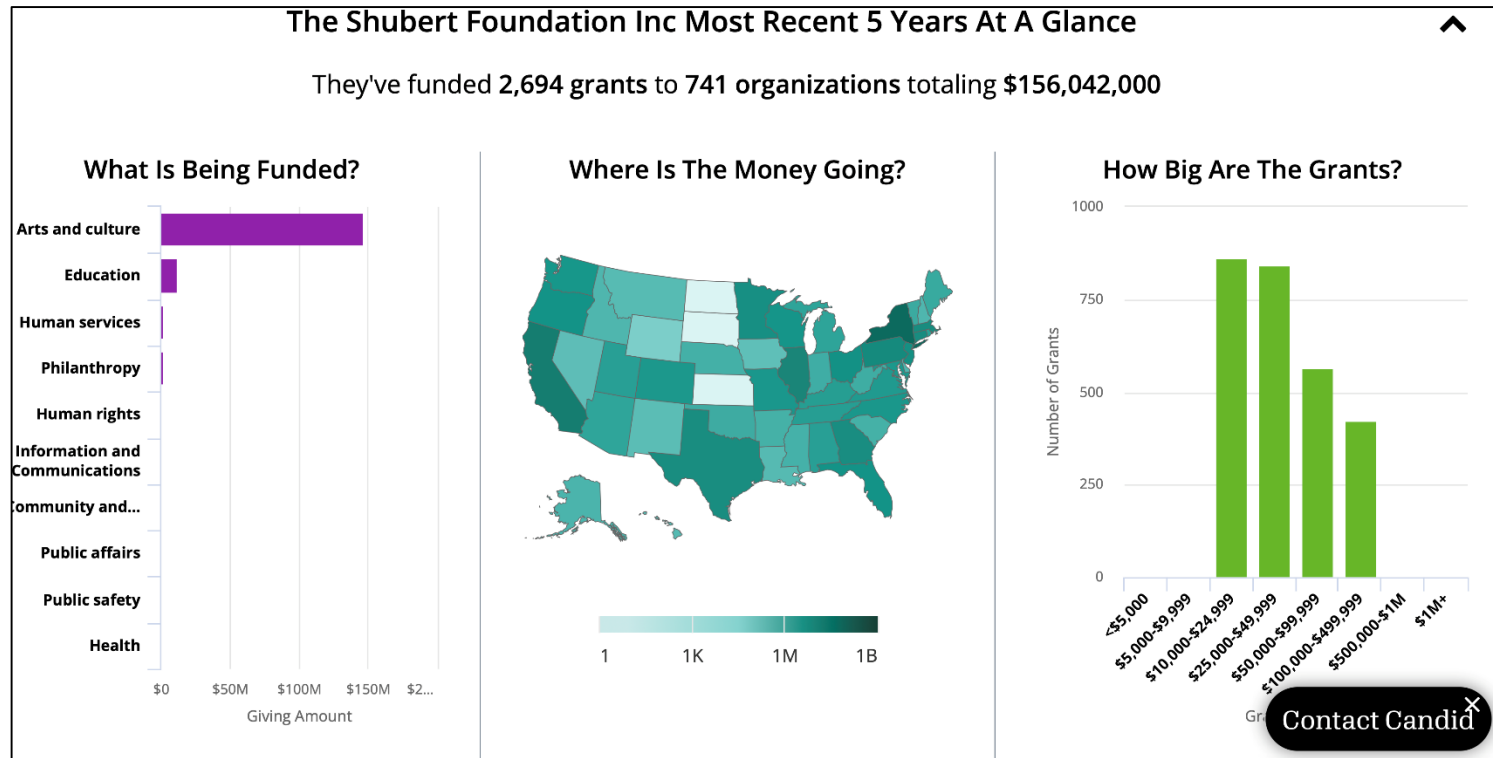 The Shubert Foundation Inc Most Recent 5 Years At A Glance
They've funded 2,694 grants to 741 organizations totaling $156,042,000
What Is Being Funded?
Arts and culture
Education
Human services
Philanthropy
Human rights
Information and
Communications
ommunity and...
Public affairs
Public safety
Health
$0 $50M $100M $150M $2...
Giving Amount
Where Is The Money Going?
1 1K 1M 1B
How Big Are The Grants?
1000
750
500
250
0
Number of Grants
<$5,000
$5,000-$9,999
$10,000-$24,999
$25,000-$49,999
$50,000-$99,999
$100,000-$499,999
$500,000-$1M
$1M+
Gr
Contact Candid